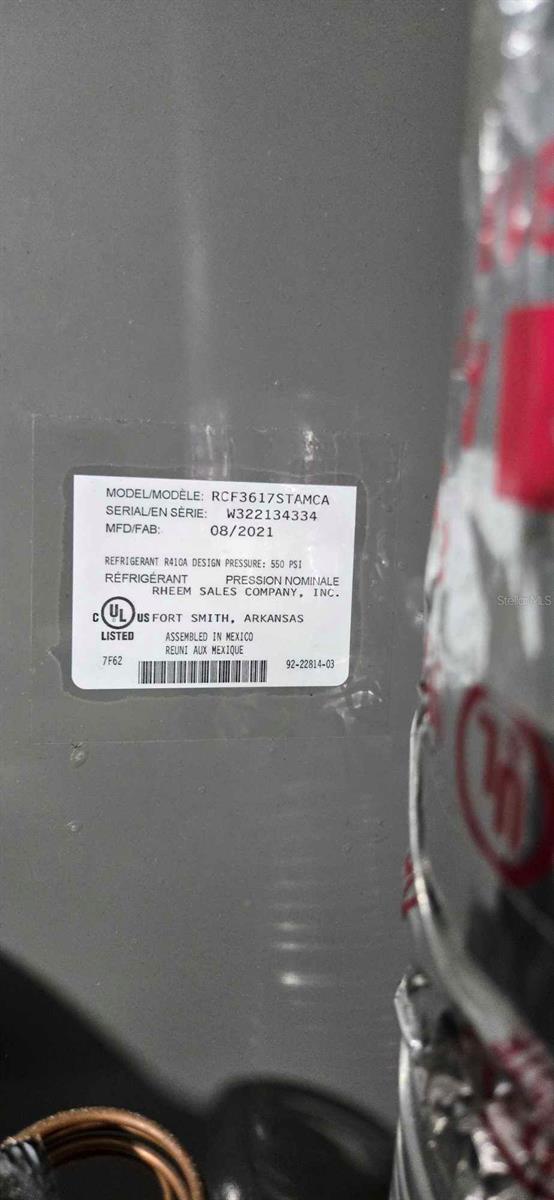 MODEL/MODÈLE: RCF3617STAMCA
SERIAL/EN SÉRIE: W322134334
MFD/FAB: 08/2021
REFRIGERANT R410A DESIGN PRESSURE: 550 PSI
RÉFRIGÉRANT PRESSION NOMINALE
RHEEM SALES COMPANY, INC.
C UL US FORT SMITH, ARKANSAS
LISTED
ASSEMBLED IN MEXICO
REUNI AUX MEXIQUE
7F62
92-22814-03
Stellar MLS